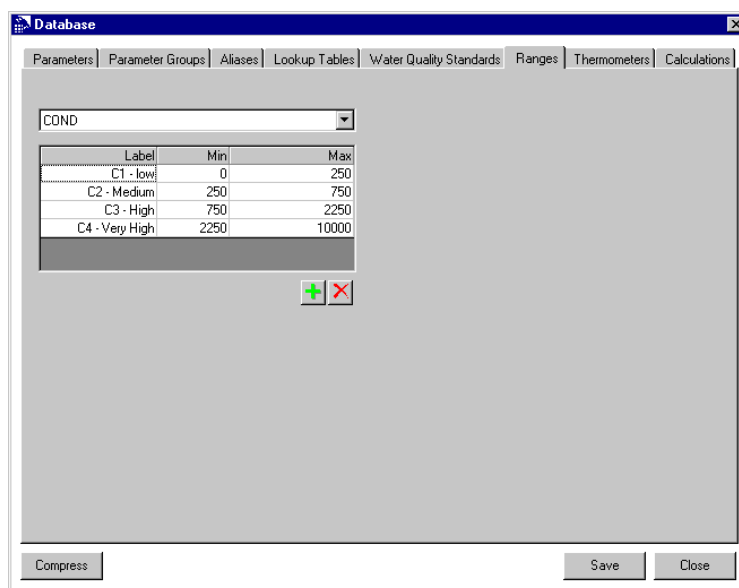 Database
Parameters Parameter Groups Aliases Lookup Tables Water Quality Standards Ranges Thermometers Calculations
COND
Label Min Max
C1 - low 0 250
C2 - Medium 250 750
C3 - High 750 2250
C4 - Very High 2250 10000
Compress Save Close